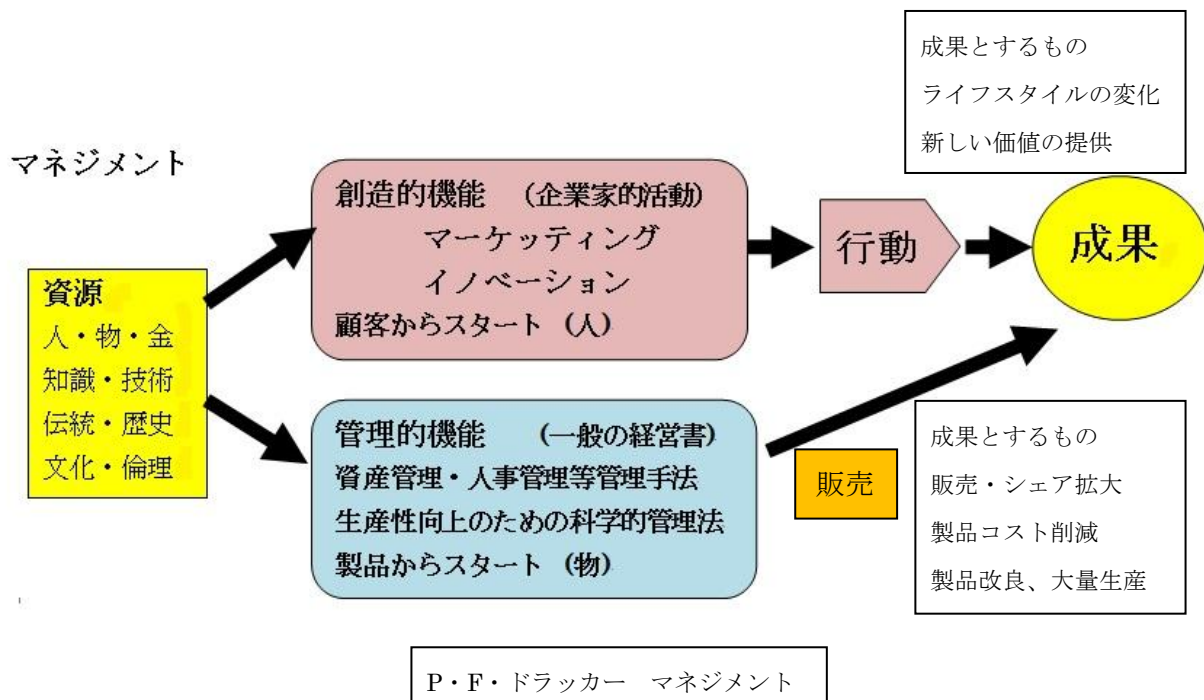 マネジメント
資源
人・物・金
知識・技術
伝統・歴史
文化・倫理
創造的機能 (企業家的活動)
マーケッティング
イノベーション
顧客からスタート (人)
管理的機能 (一般の経営書)
資産管理・人事管理等管理手法
生産性向上のための科学的管理法
製品からスタート (物)
行動
販売
成果
成果とするもの
ライフスタイルの変化
新しい価値の提供
成果とするもの
販売・シェア拡大
製品コスト削減
製品改良、大量生産
P・F・ドラッカー マネジメント